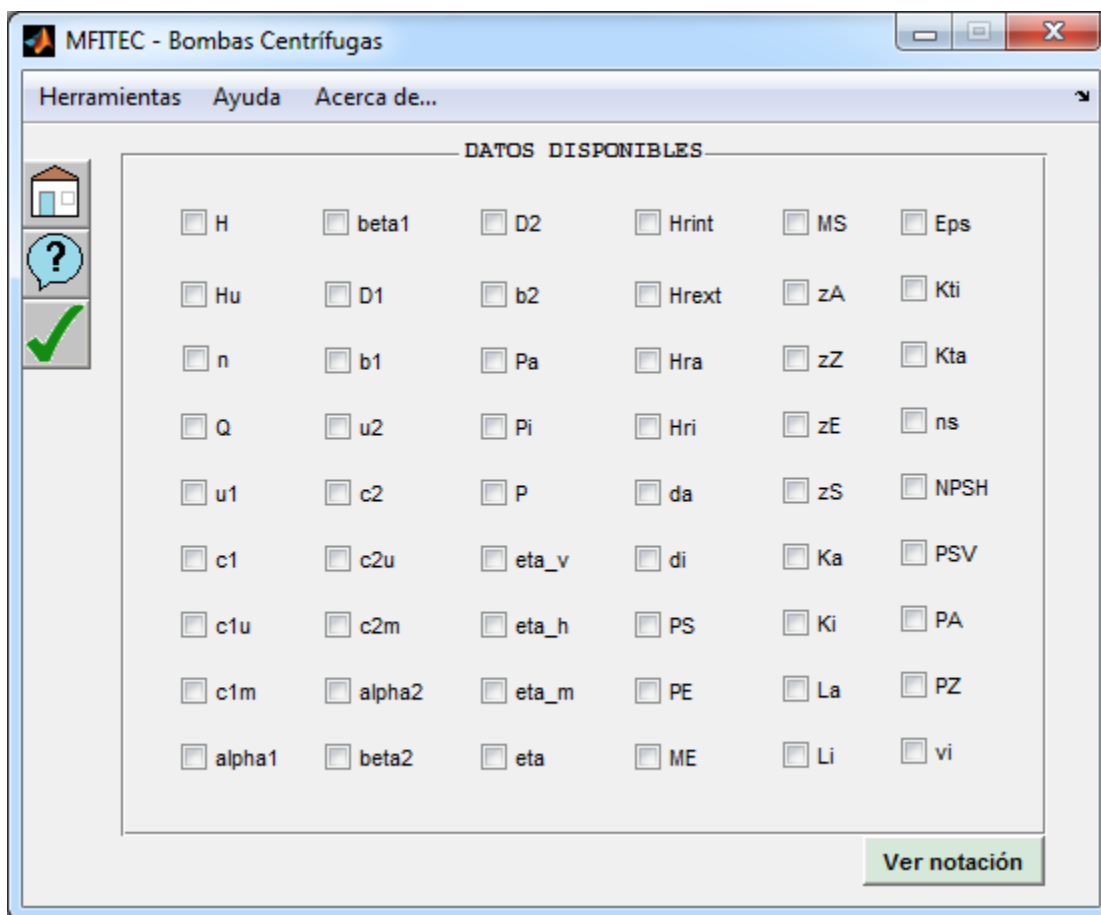 MFITEC - Bombas Centrífugas
Herramientas Ayuda Acerca de...
DATOS DISPONIBLES
H beta1 D2 Hrint MS Eps
Hu D1 b2 Hrext zA Kti
n b1 Pa Hra zZ Kta
Q u2 Pi Hri zE ns
u1 c2 P da zS NPSH
c1 c2u eta_v di Ka PSV
c1u c2m eta_h PS Ki PA
c1m alpha2 eta_m PE La PZ
alpha1 beta2 eta ME Li vi
?
Ver notación